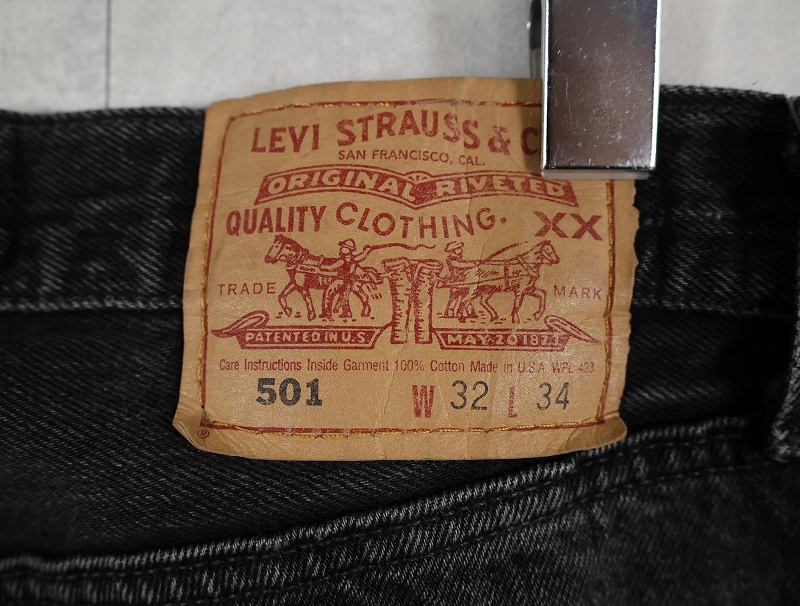 LEVI STRAUSS & C
SAN FRANCISCO, CAL.
ORIGINAL RIVETED
QUALITY CLOTHING. XX
TRADE MARK
PATENTED IN U.S. MAY 20 1873
Care Instructions Inside Garment 100% Cotton Made in U.S.A. WPL 423
501 W 32 L 34
®